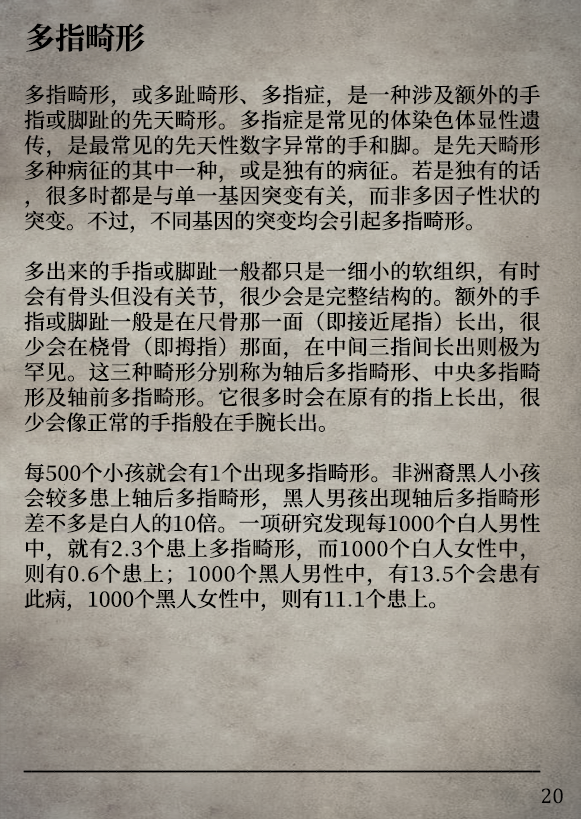 多指畸形
多指畸形，或多趾畸形、多指症，是一种涉及额外的手
指或脚趾的先天畸形。多指症是常见的体染色体显性遗
传，是最常见的先天性数字异常的手和脚。是先天畸形
多种病征的其中一种，或是独有的病征。若是独有的话
，很多时都是与单一基因突变有关，而非多因子性状的
突变。不过，不同基因的突变均会引起多指畸形。
多出来的手指或脚趾一般都只是一细小的软组织，有时
会有骨头但没有关节，很少会是完整结构的。额外的手
指或脚趾一般是在尺骨那一面（即接近尾指）长出，很
少会在桡骨（即拇指）那面，在中间三指间长出则极为
罕见。这三种畸形分别称为轴后多指畸形、中央多指畸
形及轴前多指畸形。它很多时会在原有的指上长出，很
少会像正常的手指般在手腕长出。
每500个小孩就会有1个出现多指畸形。非洲裔黑人小孩
会较多患上轴后多指畸形，黑人男孩出现轴后多指畸形
差不多是白人的10倍。一项研究发现每1000个白人男性
中，就有2.3个患上多指畸形，而1000个白人女性中，
则有0.6个患上；1000个黑人男性中，有13.5个会患有
此病，1000个黑人女性中，则有11.1个患上。
20